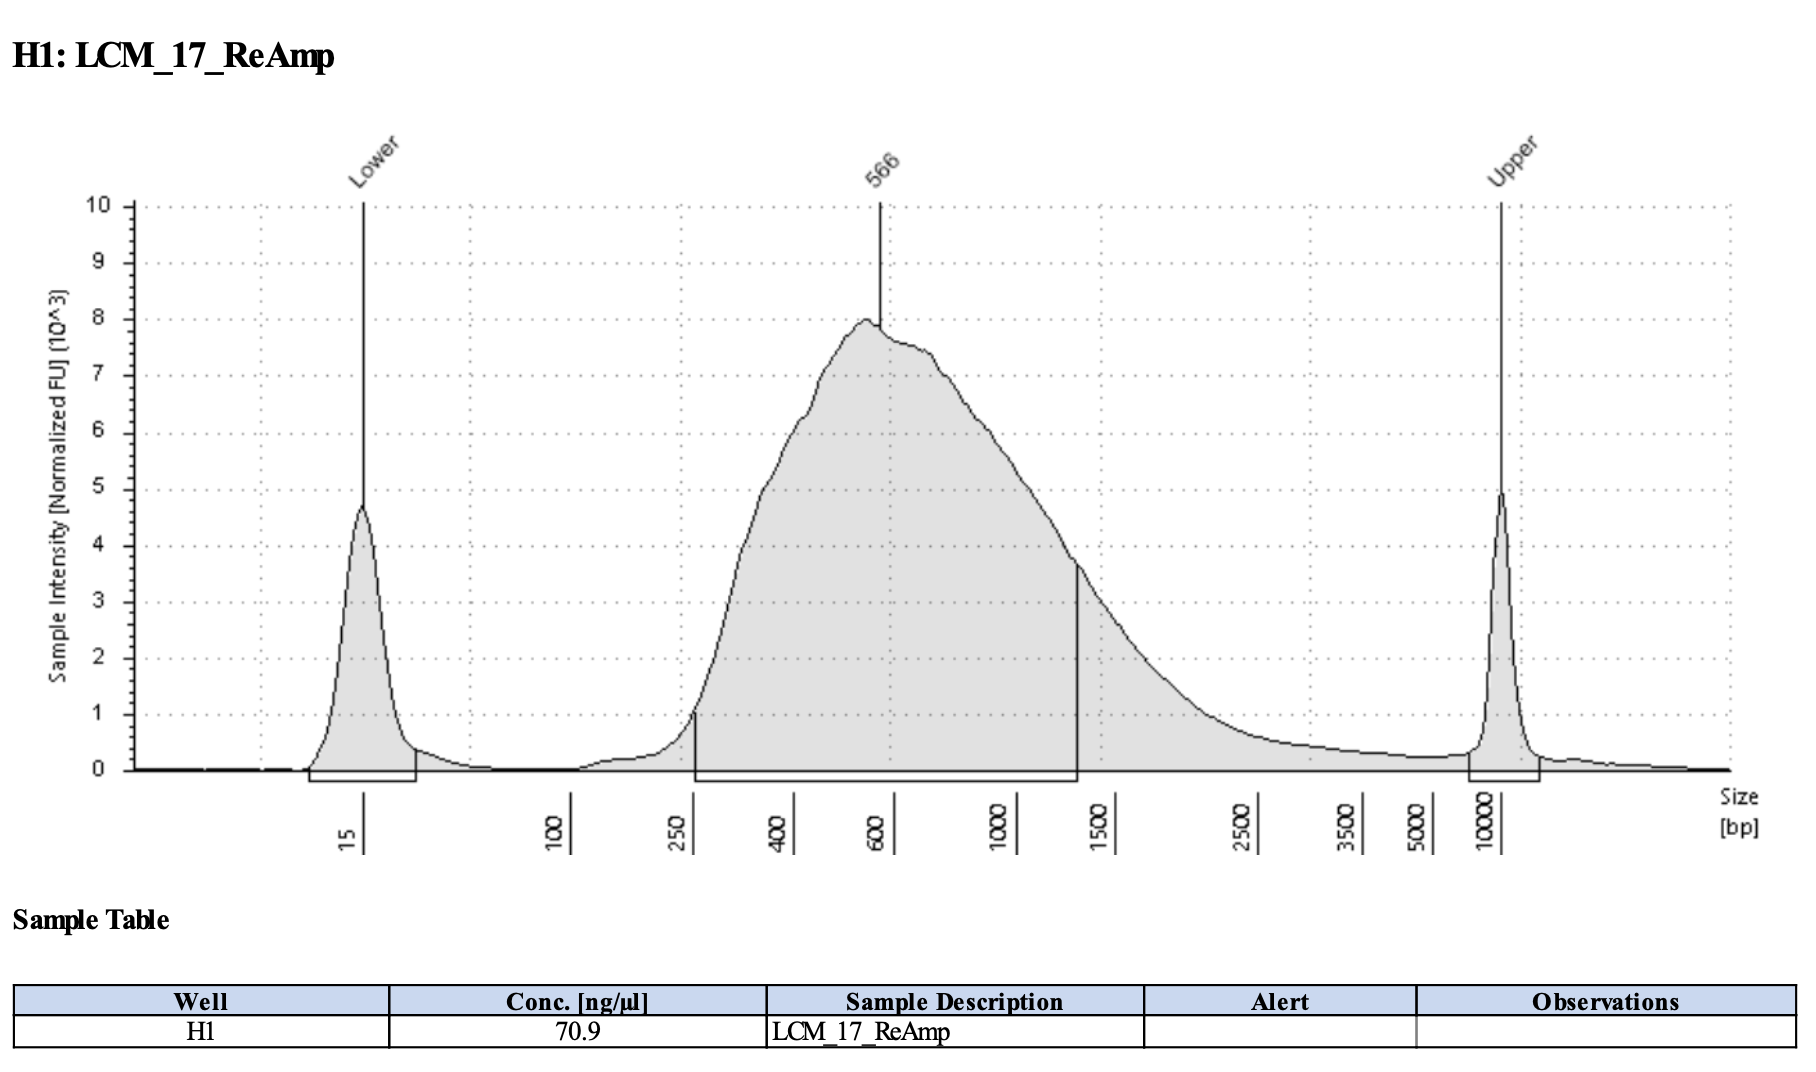 H1: LCM_17_ReAmp
Lower
566
Upper
Sample Intensity [Normalized FU] (10^3)
10
9
8
7
6
5
4
3
2
1
0
15
100
250
400
600
1000
1500
2500
3500
5000
10000
Size
[bp]
Sample Table
Well Conc. [ng/µl] Sample Description Alert Observations
H1 70.9 LCM_17_ReAmp